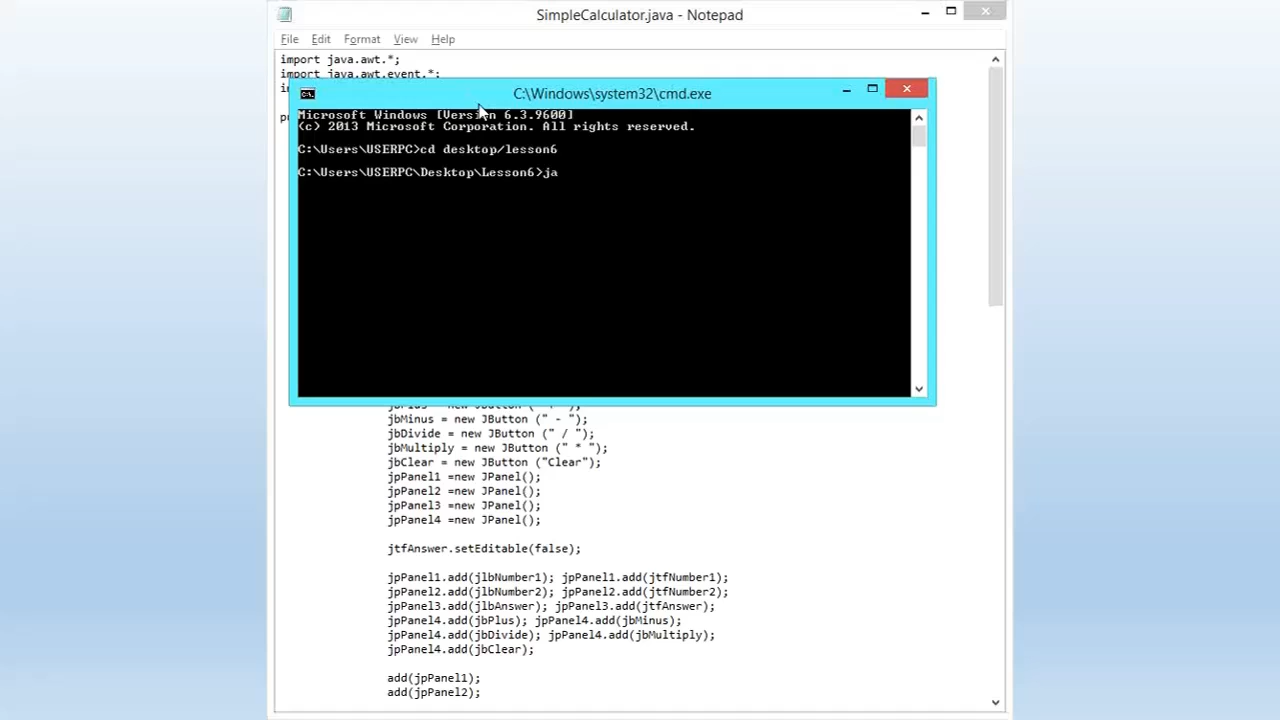 SimpleCalculator.java - Notepad
File Edit Format View Help
import java.awt.*;
import java.awt.event.*;
C:\Windows\system32\cmd.exe
Microsoft Windows [Version 6.3.9600]
(c) 2013 Microsoft Corporation. All rights reserved.
C:\Users\USERPC>cd desktop/lesson6
C:\Users\USERPC\Desktop\Lesson6>ja
jbMinus = new JButton (" - ");
jbDivide = new JButton (" / ");
jbMultiply = new JButton (" * ");
jbClear = new JButton ("Clear");
jpPanel1 =new JPanel();
jpPanel2 =new JPanel();
jpPanel3 =new JPanel();
jpPanel4 =new JPanel();
jtfAnswer.setEditable(false);
jpPanel1.add(jlbNumber1); jpPanel1.add(jtfNumber1);
jpPanel2.add(jlbNumber2); jpPanel2.add(jtfNumber2);
jpPanel3.add(jlbAnswer); jpPanel3.add(jtfAnswer);
jpPanel4.add(jbPlus); jpPanel4.add(jbMinus);
jpPanel4.add(jbDivide); jpPanel4.add(jbMultiply);
jpPanel4.add(jbClear);
add(jpPanel1);
add(jpPanel2);